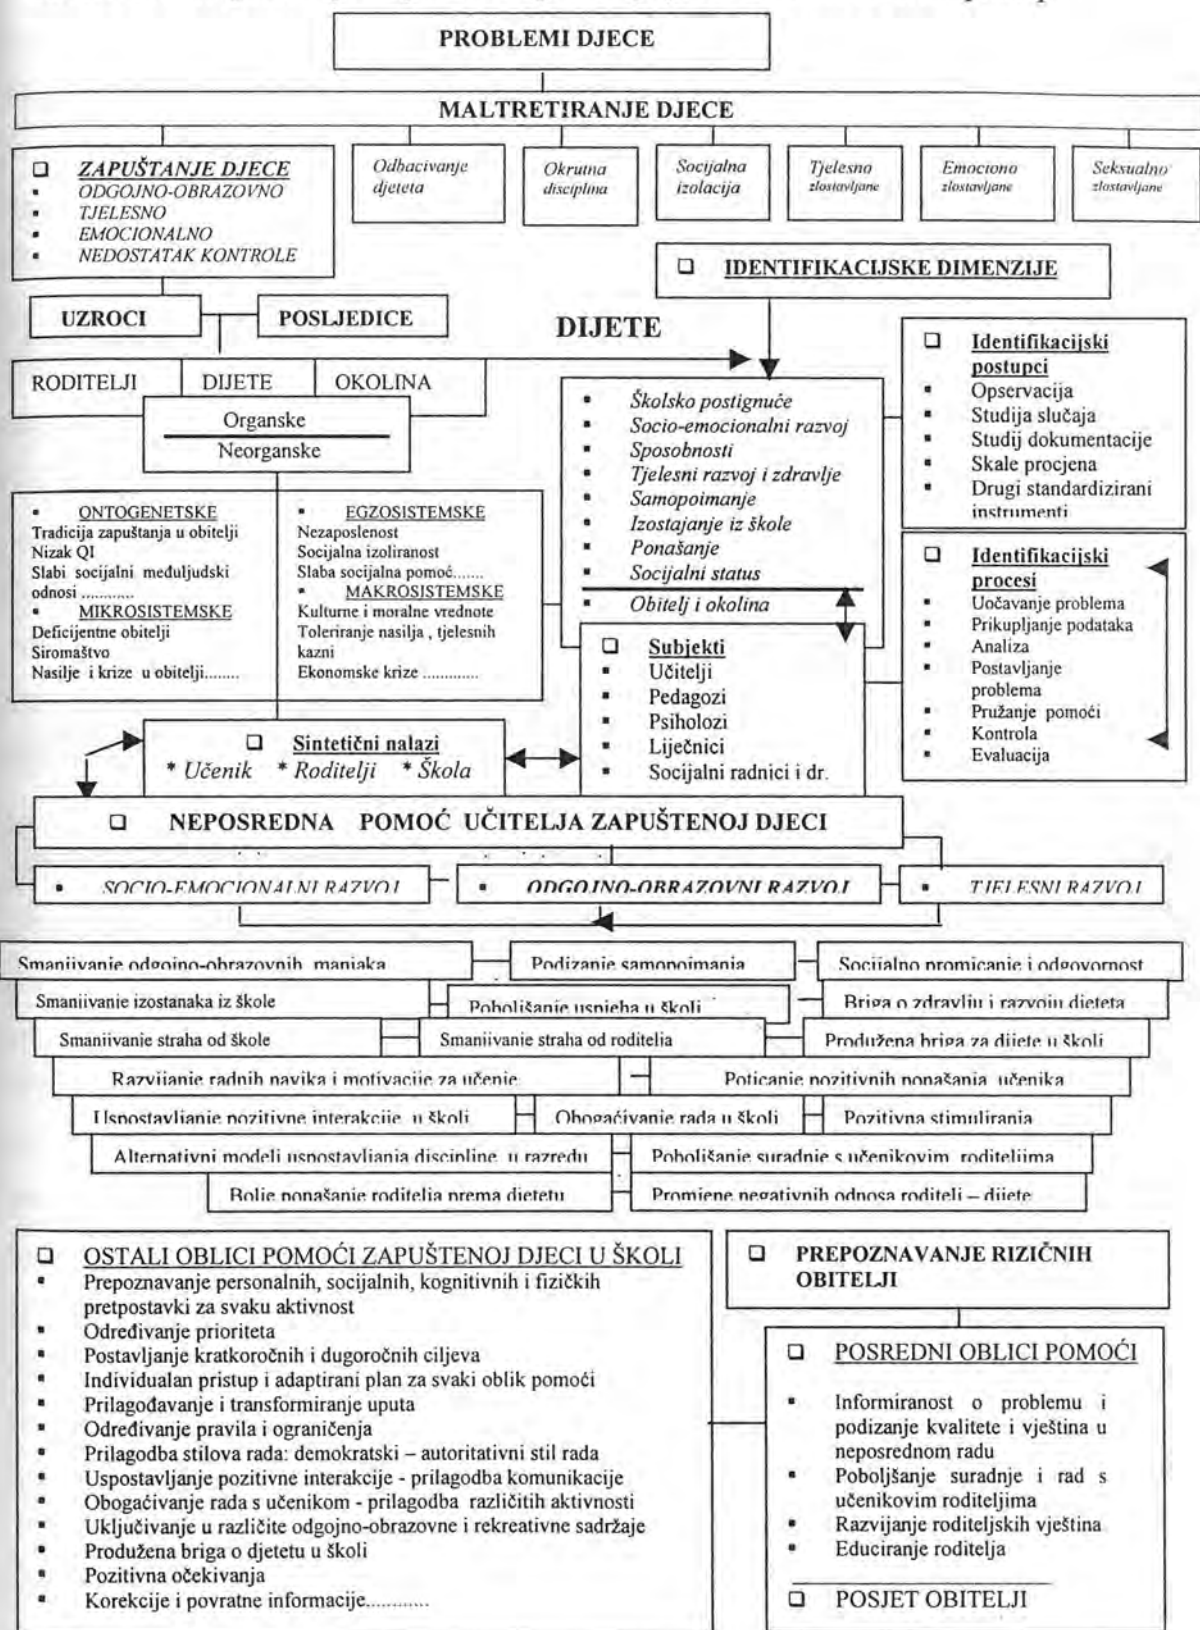 PROBLEMI DJECE
MALTRETIRANJE DJECE
❑ ZAPUŠTANJE DJECE
▪ ODGOJNO-OBRAZOVNO
▪ TJELESNO
▪ EMOCIONALNO
▪ NEDOSTATAK KONTROLE
Odbacivanje
djeteta
Okrutna
disciplina
Socijalna
izolacija
Tjelesno
zlostavljane
Emociono
zlostavljane
Seksualno
zlostavljane
❑ IDENTIFIKACIJSKE DIMENZIJE
UZROCI
POSLJEDICE
DIJETE
RODITELJI
DIJETE
OKOLINA
Organske
Neorganske
▪ Školsko postignuće
▪ Socio-emocionalni razvoj
▪ Sposobnosti
▪ Tjelesni razvoj i zdravlje
▪ Samopoimanje
▪ Izostajanje iz škole
▪ Ponašanje
▪ Socijalni status
▪ Obitelj i okolina
❑ Identifikacijski
postupci
▪ Opservacija
▪ Studija slučaja
▪ Studij dokumentacije
▪ Skale procjena
▪ Drugi standardizirani
instrumenti
▪ ONTOGENETSKE
Tradicija zapuštanja u obitelji
Nizak QI
Slabi socijalni međuljudski
odnosi ............
▪ MIKROSISTEMSKE
Deficijentne obitelji
Siromaštvo
Nasilje i krize u obitelji........
▪ EGZOSISTEMSKE
Nezaposlenost
Socijalna izoliranost
Slaba socijalna pomoć.......
▪ MAKROSISTEMSKE
Kulturne i moralne vrednote
Toleriranje nasilja , tjelesnih
kazni
Ekonomske krize .............
❑ Identifikacijski
procesi
▪ Uočavanje problema
▪ Prikupljanje podataka
▪ Analiza
▪ Postavljanje
problema
▪ Pružanje pomoći
▪ Kontrola
▪ Evaluacija
❑ Subjekti
▪ Učitelji
▪ Pedagozi
▪ Psiholozi
▪ Liječnici
▪ Socijalni radnici i dr.
❑ Sintetični nalazi
* Učenik * Roditelji * Škola
❑ NEPOSREDNA POMOĆ UČITELJA ZAPUŠTENOJ DJECI
▪ SOCIO-EMOCIONALNI RAZVOJ
▪ ODGOJNO-OBRAZOVNI RAZVOJ
▪ TJELESNI RAZVOJ
Smanjivanje odgojno-obrazovnih manjaka
Podizanje samopoimanja
Socijalno promicanje i odgovornost
Smanjivanje izostanaka iz škole
Poboljšanje uspjeha u školi
Briga o zdravlju i razvoju djeteta
Smanjivanje straha od škole
Smanjivanje straha od roditelja
Produžena briga za dijete u školi
Razvijanje radnih navika i motivacije za učenje
Poticanje pozitivnih ponašanja učenika
Uspostavljanje pozitivne interakcije u školi
Obogaćivanje rada u školi
Pozitivna stimuliranja
Alternativni modeli uspostavljanja discipline u razredu
Poboljšanje suradnje s učenikovim roditeljima
Bolje ponašanje roditelja prema djetetu
Promjene negativnih odnosa roditelj – dijete
❑ OSTALI OBLICI POMOĆI ZAPUŠTENOJ DJECI U ŠKOLI
▪ Prepoznavanje personalnih, socijalnih, kognitivnih i fizičkih
pretpostavki za svaku aktivnost
▪ Određivanje prioriteta
▪ Postavljanje kratkoročnih i dugoročnih ciljeva
▪ Individualan pristup i adaptirani plan za svaki oblik pomoći
▪ Prilagođavanje i transformiranje uputa
▪ Određivanje pravila i ograničenja
▪ Prilagodba stilova rada: demokratski – autoritativni stil rada
▪ Uspostavljanje pozitivne interakcije - prilagodba komunikacije
▪ Obogaćivanje rada s učenikom - prilagodba različitih aktivnosti
▪ Uključivanje u različite odgojno-obrazovne i rekreativne sadržaje
▪ Produžena briga o djetetu u školi
▪ Pozitivna očekivanja
▪ Korekcije i povratne informacije............
❑ PREPOZNAVANJE RIZIČNIH
OBITELJI
❑ POSREDNI OBLICI POMOĆI
▪ Informiranost o problemu i
podizanje kvalitete i vještina u
neposrednom radu
▪ Poboljšanje suradnje i rad s
učenikovim roditeljima
▪ Razvijanje roditeljskih vještina
▪ Educiranje roditelja
❑ POSJET OBITELJI